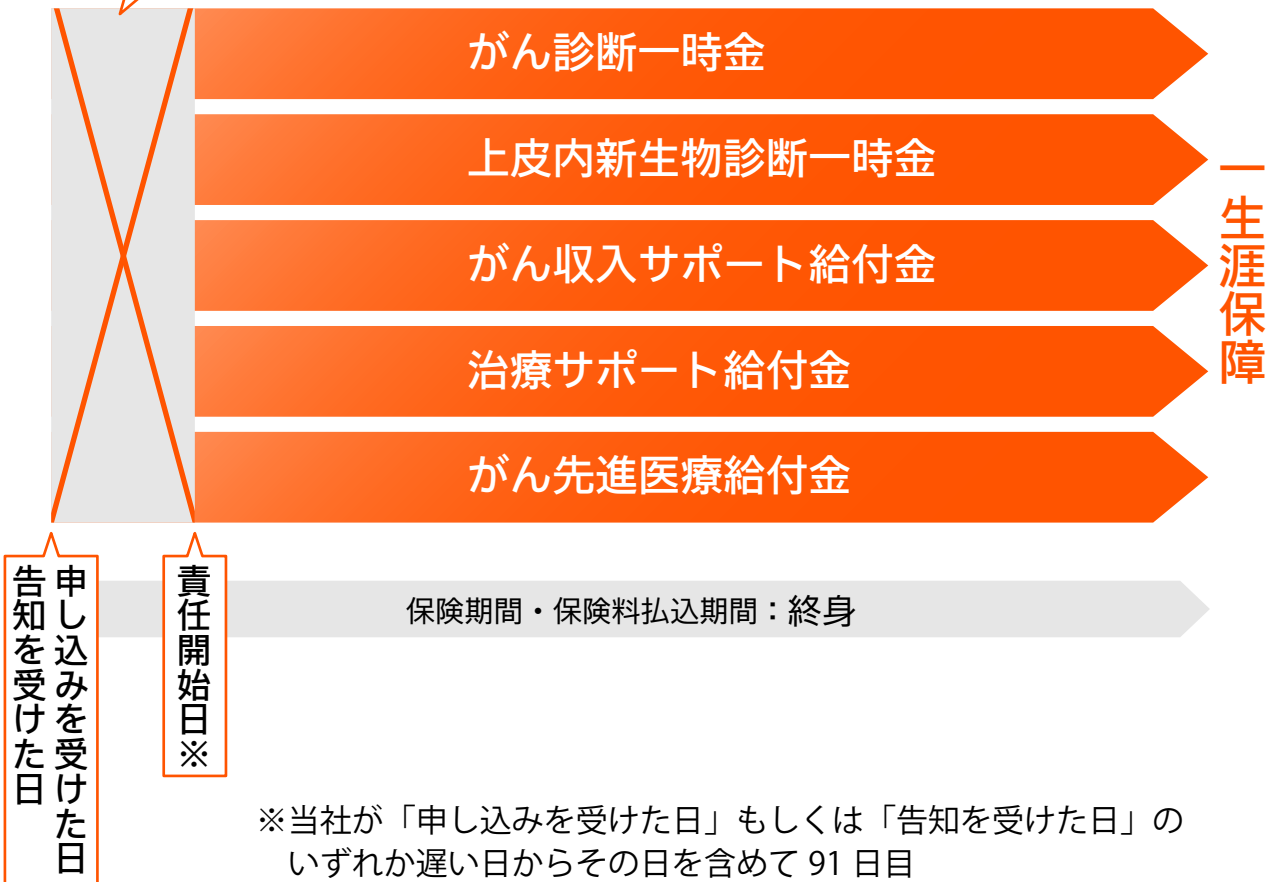 がん診断一時金
上皮内新生物診断一時金
がん収入サポート給付金
治療サポート給付金
がん先進医療給付金
一生涯保障
申し込みを受けた日
告知を受けた日
責任開始日※
保険期間・保険料払込期間：終身
※当社が「申し込みを受けた日」もしくは「告知を受けた日」の
いずれか遅い日からその日を含めて 91 日目